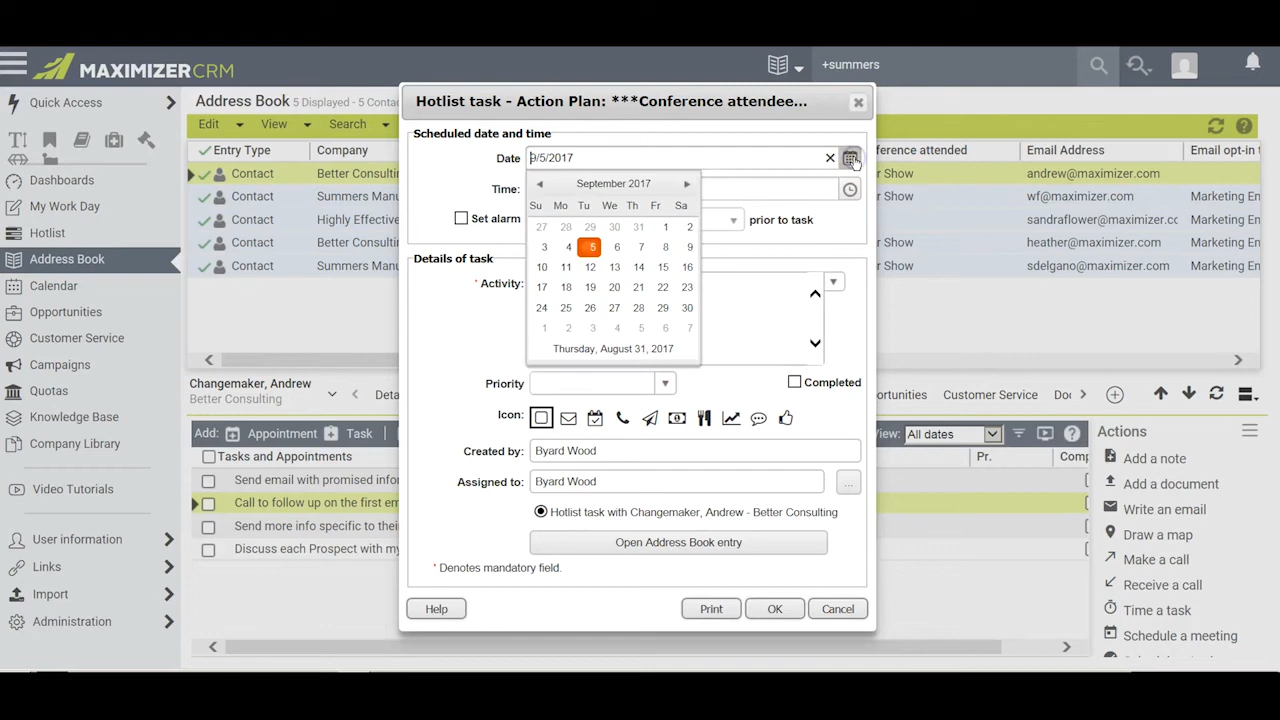 MAXIMIZER CRM
+summers
Quick Access
Dashboards
My Work Day
Hotlist
Address Book
Calendar
Opportunities
Customer Service
Campaigns
Quotas
Knowledge Base
Company Library
Video Tutorials
User information
Links
Import
Administration
Address Book 5 Displayed - 5 Contac
Edit View Search
Entry Type Company
Contact Better Consulting
Contact Summers Manu
Contact Highly Effective
Contact Better Consulting
Contact Summers Manu
ference attended Email Address Email opt-in t
r Show andrew@maximizer.com
r Show wf@maximizer.com Marketing En
r Show sandraflower@maximizer.cc Marketing En
r Show heather@maximizer.com Marketing En
r Show sdelgano@maximizer.com Marketing En
Hotlist task - Action Plan: ***Conference attendee...
Scheduled date and time
Date 9/5/2017
Time:
Set alarm prior to task
September 2017
Su Mo Tu We Th Fr Sa
27 28 29 30 31 1 2
3 4 5 6 7 8 9
10 11 12 13 14 15 16
17 18 19 20 21 22 23
24 25 26 27 28 29 30
1 2 3 4 5 6 7
Thursday, August 31, 2017
Details of task
* Activity:
Priority Completed
Icon:
Created by: Byard Wood
Assigned to: Byard Wood ...
Hotlist task with Changemaker, Andrew - Better Consulting
Open Address Book entry
* Denotes mandatory field.
Help Print OK Cancel
Changemaker, Andrew
Better Consulting
Deta
ortunities Customer Service Doc
Add: Appointment Task
View: All dates
Tasks and Appointments Pr. Comp
Send email with promised infor
Call to follow up on the first em
Send more info specific to their
Discuss each Prospect with my
Actions
Add a note
Add a document
Write an email
Draw a map
Make a call
Receive a call
Time a task
Schedule a meeting